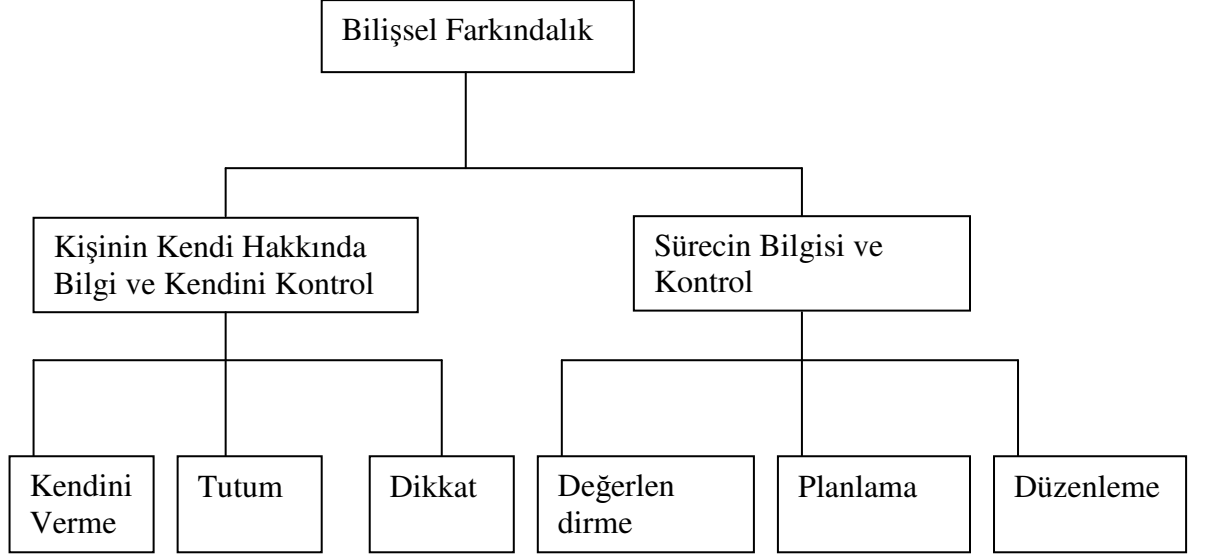 Bilişsel Farkındalık
Kişinin Kendi Hakkında
Bilgi ve Kendini Kontrol
Sürecin Bilgisi ve
Kontrol
Kendini
Verme
Tutum
Dikkat
Değerlen
dirme
Planlama
Düzenleme